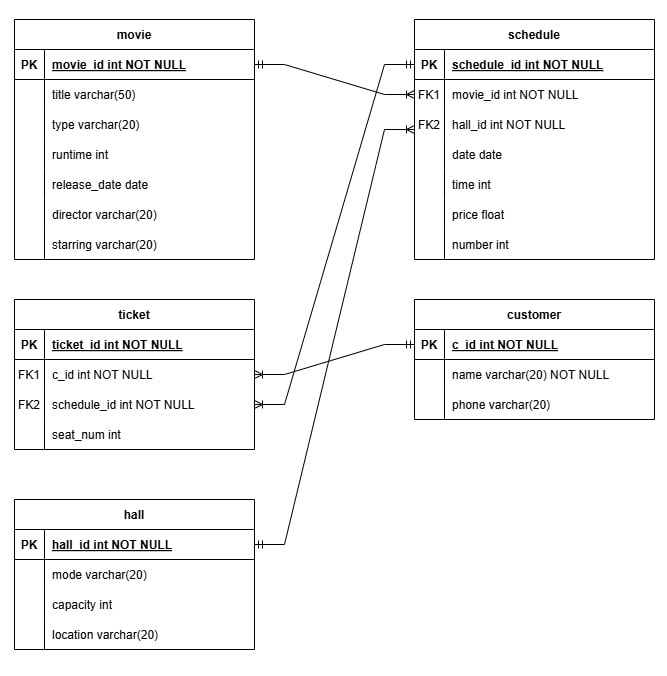 movie
PK movie_id int NOT NULL
title varchar(50)
type varchar(20)
runtime int
release_date date
director varchar(20)
starring varchar(20)
schedule
PK schedule_id int NOT NULL
FK1 movie_id int NOT NULL
FK2 hall_id int NOT NULL
date date
time int
price float
number int
ticket
PK ticket_id int NOT NULL
FK1 c_id int NOT NULL
FK2 schedule_id int NOT NULL
seat_num int
customer
PK c_id int NOT NULL
name varchar(20) NOT NULL
phone varchar(20)
hall
PK hall_id int NOT NULL
mode varchar(20)
capacity int
location varchar(20)